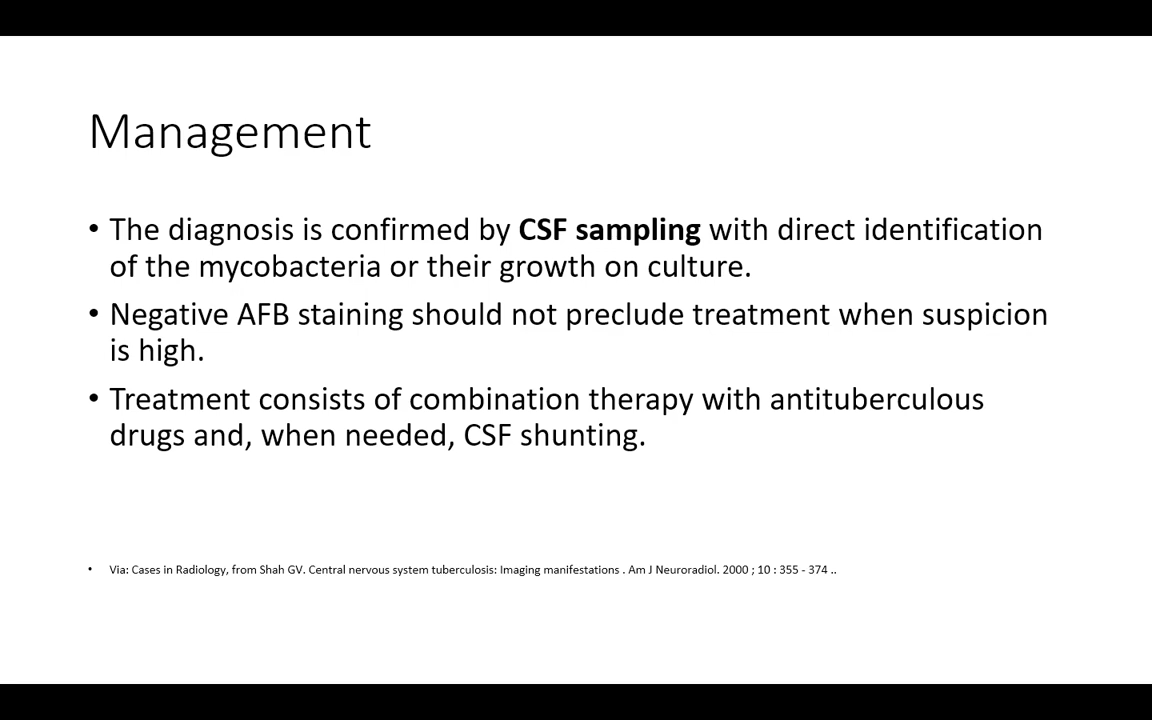 Management
• The diagnosis is confirmed by CSF sampling with direct identification
of the mycobacteria or their growth on culture.
• Negative AFB staining should not preclude treatment when suspicion
is high.
• Treatment consists of combination therapy with antituberculous
drugs and, when needed, CSF shunting.
• Via: Cases in Radiology, from Shah GV. Central nervous system tuberculosis: Imaging manifestations . Am J Neuroradiol. 2000 ; 10 : 355 - 374 ..